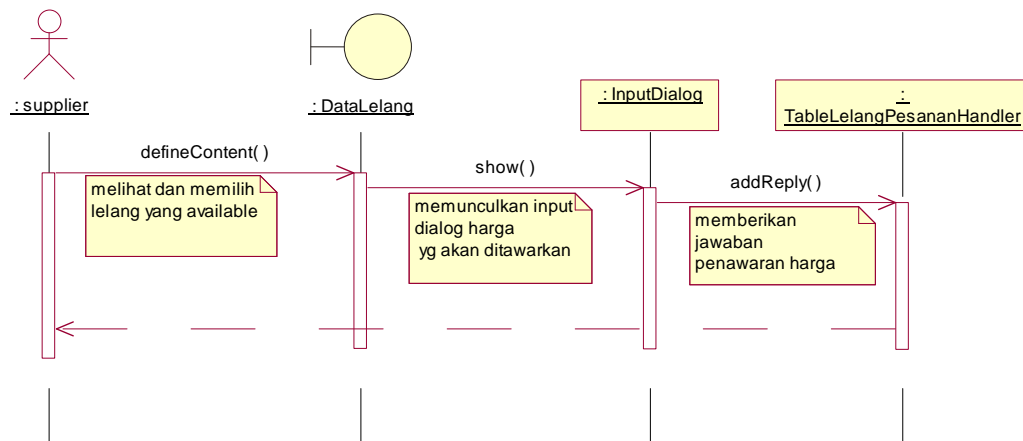 : supplier
: DataLelang
: InputDialog
:
TableLelangPesananHandler
defineContent( )
melihat dan memilih
lelang yang available
show( )
memunculkan input
dialog harga
yg akan ditawarkan
addReply( )
memberikan
jawaban
penawaran harga